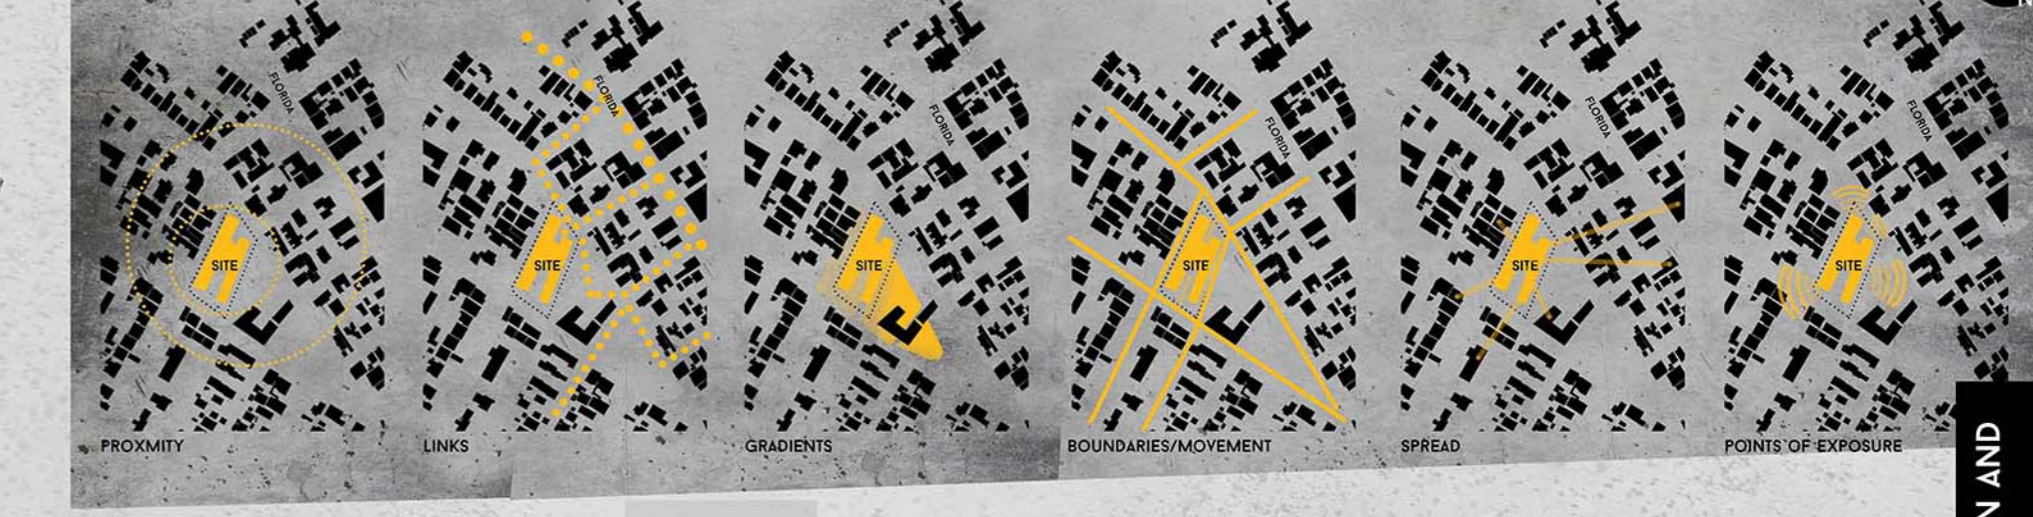 FLORIDA
SITE
PROXMITY
FLORIDA
SITE
LINKS
FLORIDA
SITE
GRADIENTS
FLORIDA
SITE
BOUNDARIES/MOVEMENT
FLORIDA
SITE
SPREAD
FLORIDA
SITE
POINTS OF EXPOSURE
AND